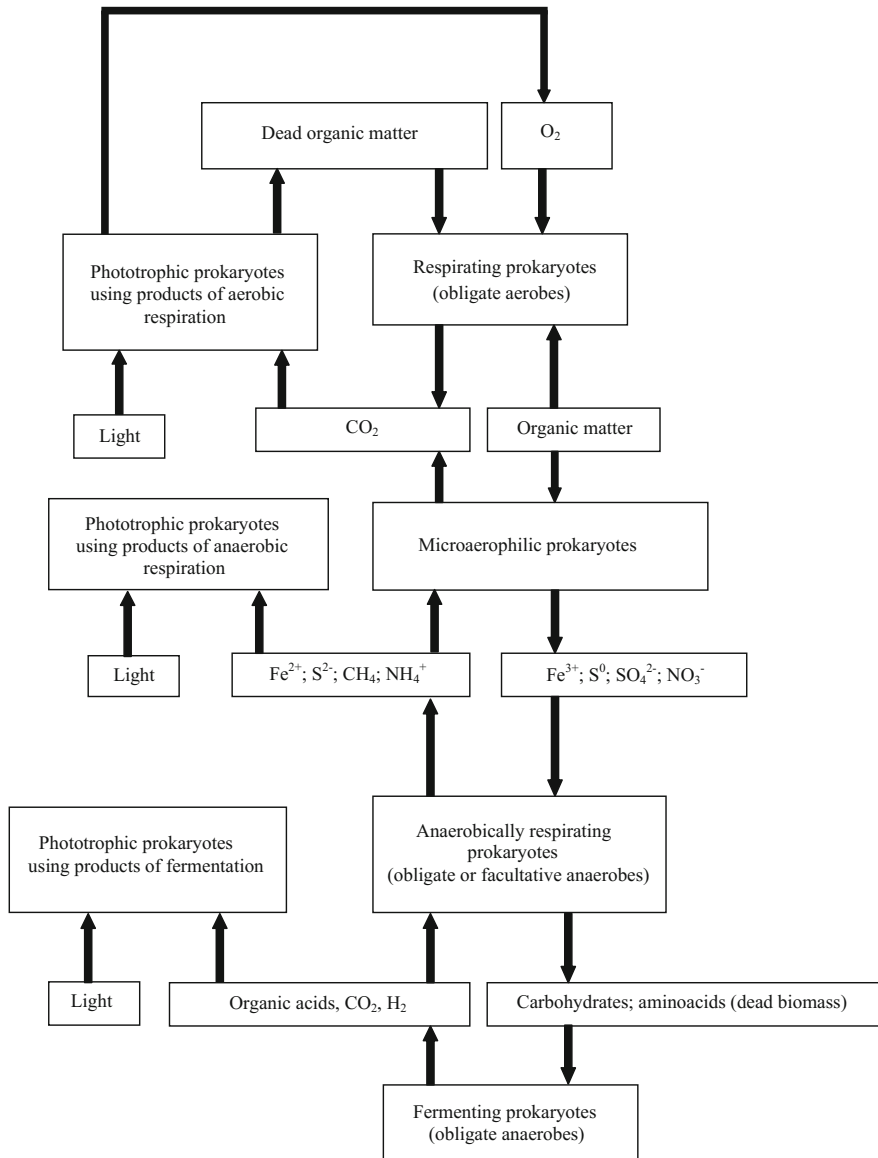 Dead organic matter
O₂
Phototrophic prokaryotes
using products of aerobic
respiration
Respirating prokaryotes
(obligate aerobes)
Light
CO₂
Organic matter
Phototrophic prokaryotes
using products of anaerobic
respiration
Microaerophilic prokaryotes
Light
Fe²⁺; S²⁻; CH₄; NH₄⁺
Fe³⁺; S⁰; SO₄²⁻; NO₃⁻
Phototrophic prokaryotes
using products of fermentation
Anaerobically respirating
prokaryotes
(obligate or facultative anaerobes)
Light
Organic acids, CO₂, H₂
Carbohydrates; aminoacids (dead biomass)
Fermenting prokaryotes
(obligate anaerobes)